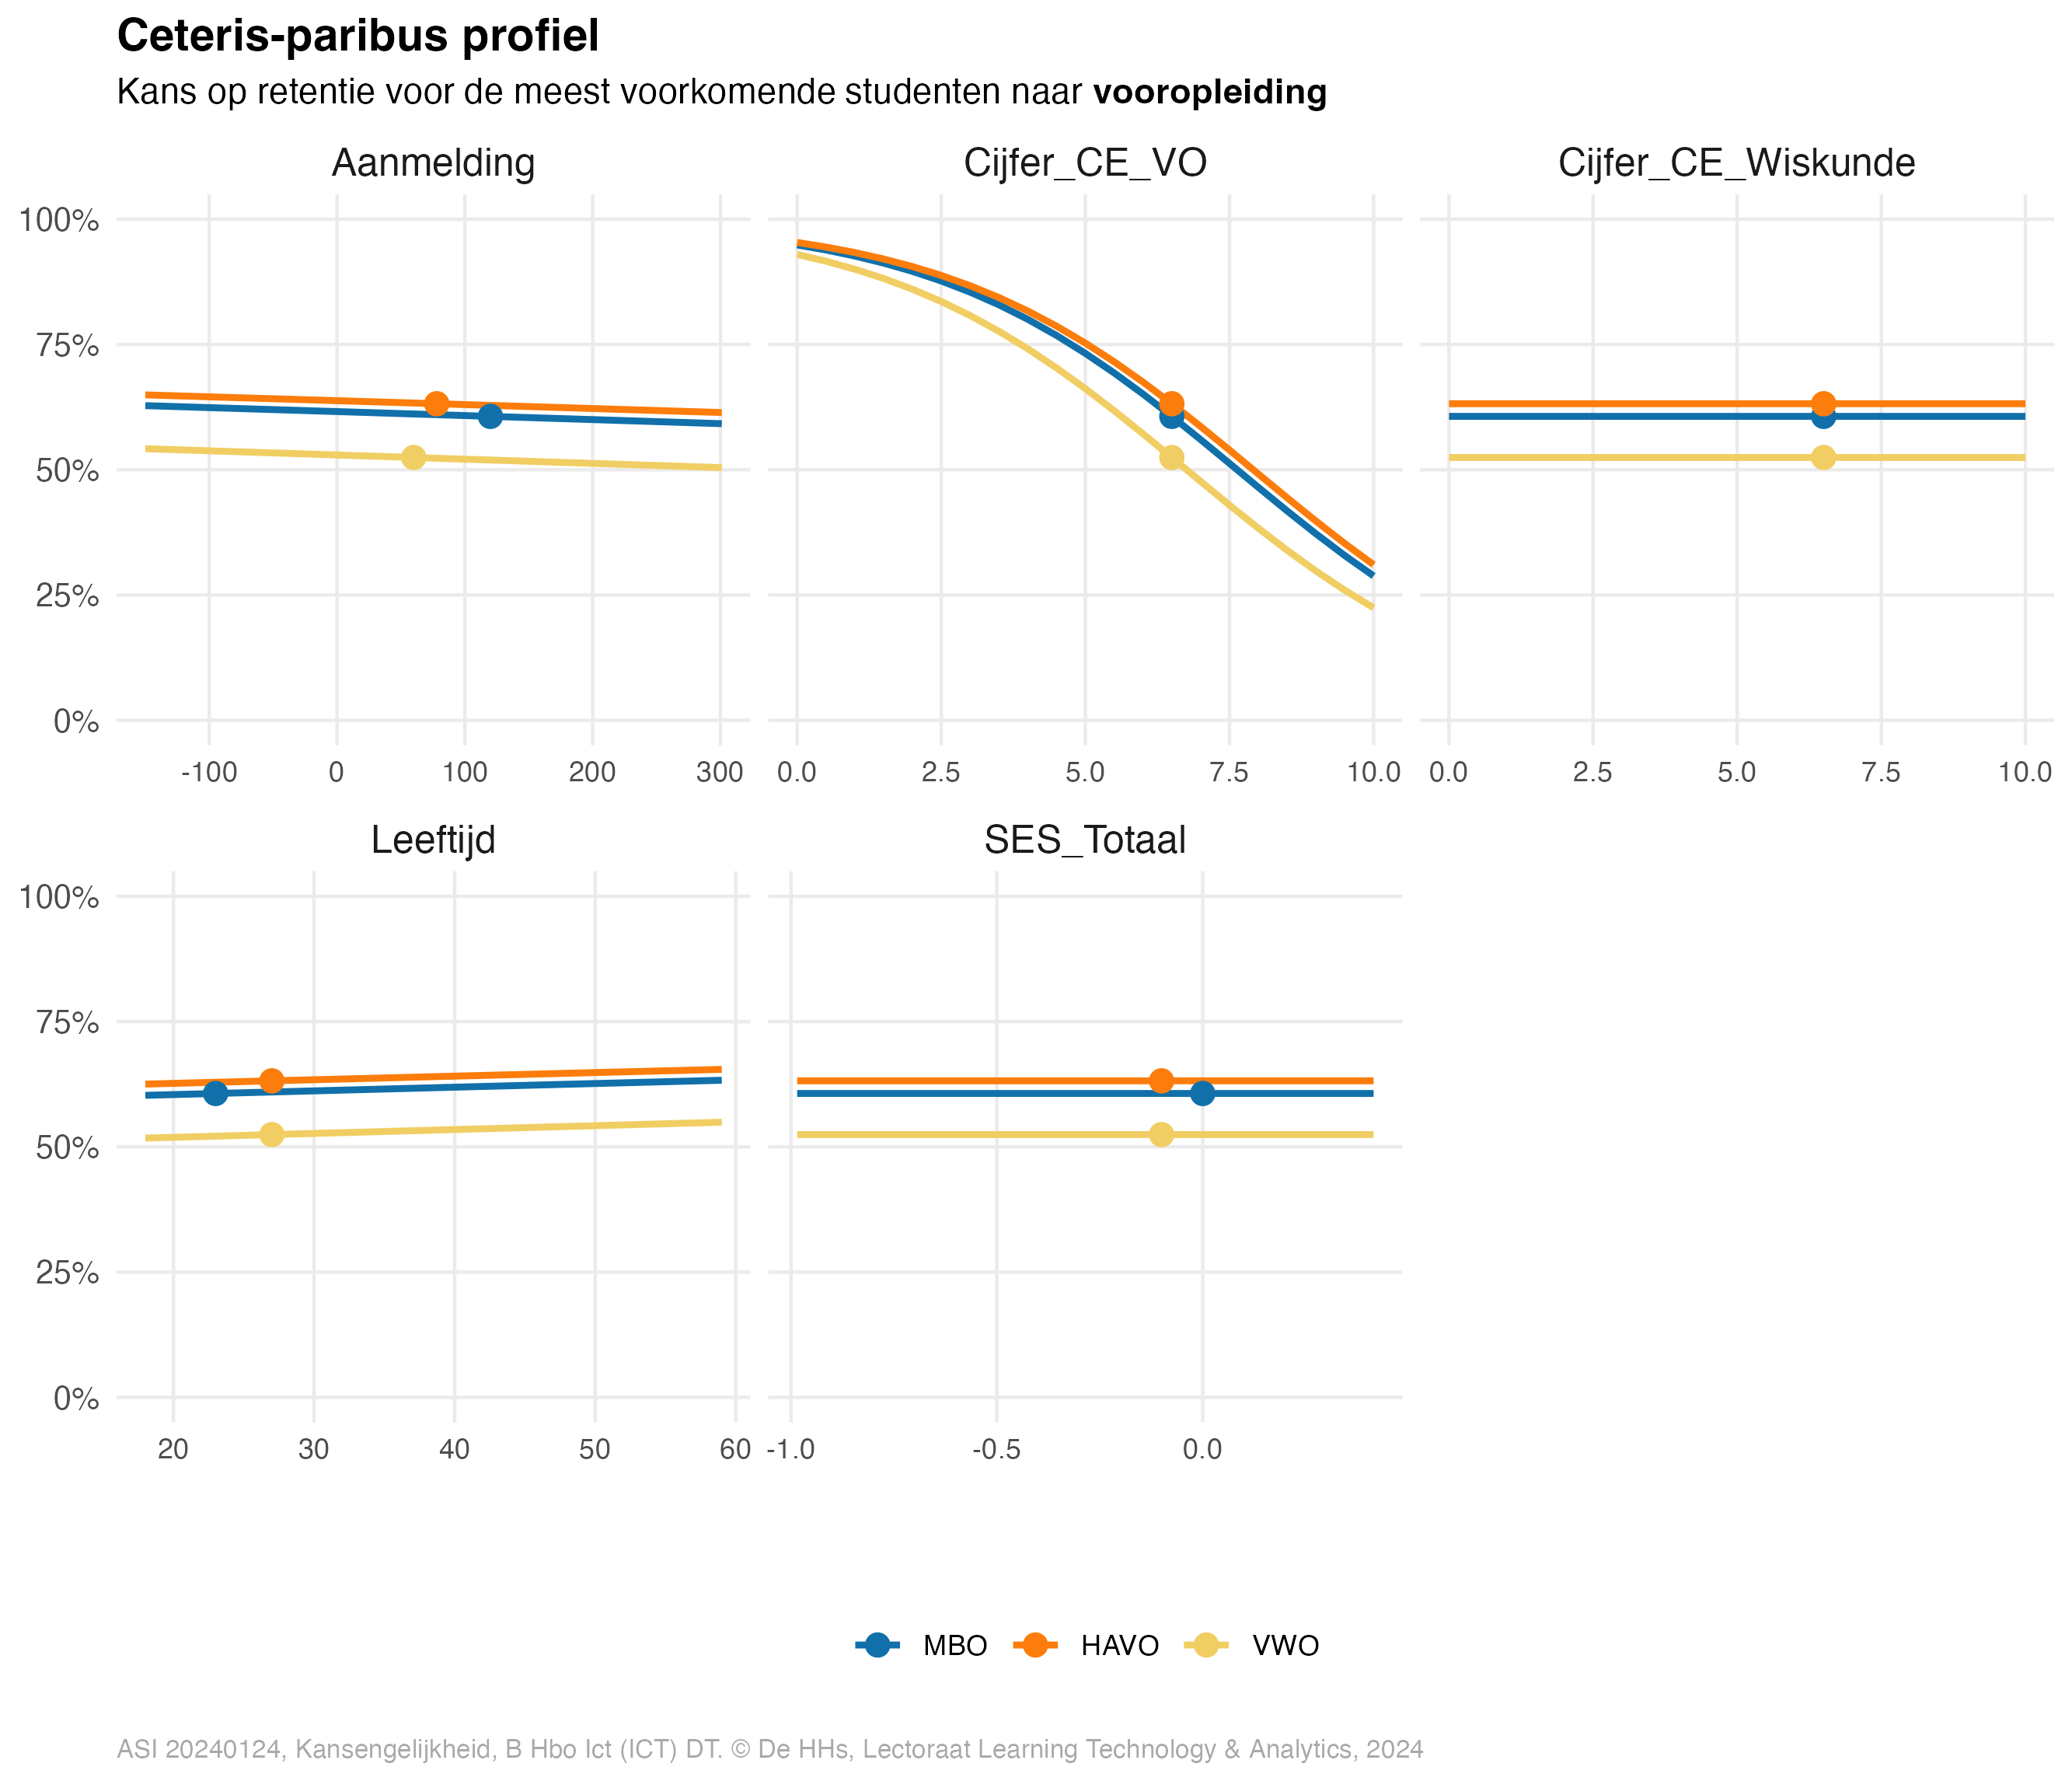 Ceteris-paribus profiel
Kans op retentie voor de meest voorkomende studenten naar vooropleiding
Aanmelding
Cijfer_CE_VO
Cijfer_CE_Wiskunde
100%
75%
50%
25%
0%
-100 0 100 200 300
0.0 2.5 5.0 7.5 10.0
0.0 2.5 5.0 7.5 10.0
Leeftijd
SES_Totaal
100%
75%
50%
25%
0%
20 30 40 50 60
-1.0 -0.5 0.0
MBO HAVO VWO
ASI 20240124, Kansengelijkheid, B Hbo Ict (ICT) DT. © De HHs, Lectoraat Learning Technology & Analytics, 2024